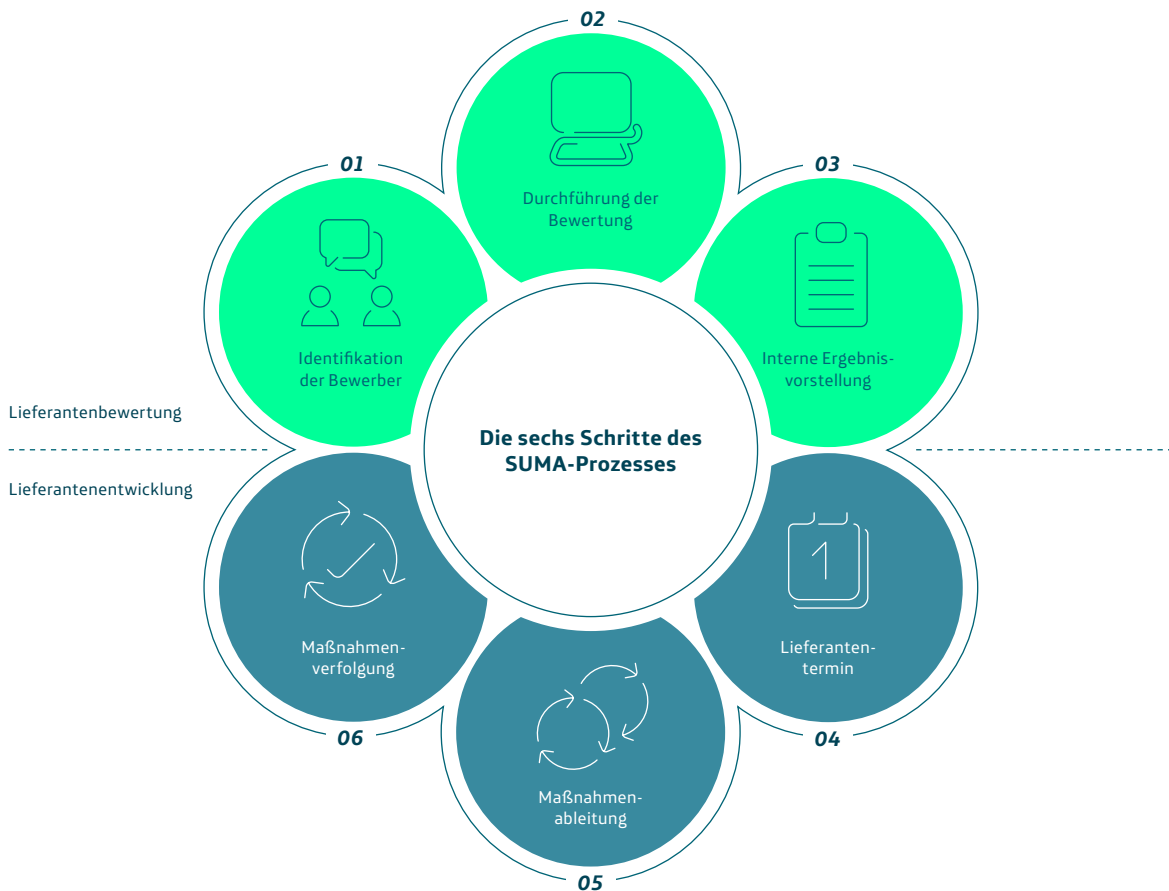 02
Durchführung der
Bewertung
01
Identifikation
der Bewerber
03
Interne Ergebnis-
vorstellung
Lieferantenbewertung
Die sechs Schritte des
SUMA-Prozesses
Lieferantenentwicklung
1
Lieferanten-
termin
04
Maßnahmen-
ableitung
05
Maßnahmen-
verfolgung
06